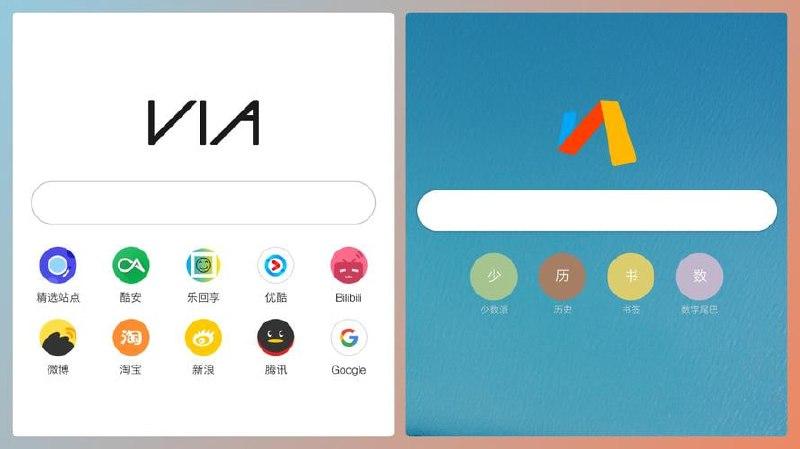 VIA
精选站点 酷安 乐回享 优酷 Bilibili
淘
微博 淘宝 新浪 腾讯 Google
少 历 书 数
少数派 历史 书签 数字尾巴